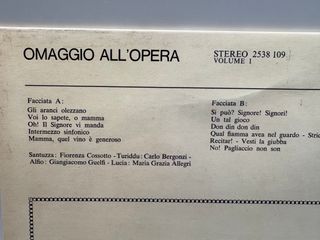 OMAGGIO ALL'OPERA
STEREO 2538 109
VOLUME 1
Facciata A:
Gli aranci olezzano
Voi lo sapete, o mamma
Oh! Il Signore vi manda
Intermezzo sinfonico
Mamma, quel vino è generoso
Santuzza: Fiorenza Cossotto - Turiddu: Carlo Bergonzi -
Alfio: Giangiacomo Guelfi - Lucia: Maria Grazia Allegri
Facciata B:
Si può? Signore! Signori!
Un tal gioco
Don din don din
Qual fiamma avea nel guardo - Stric
Recitar! - Vesti la giubba
No! Pagliaccio non son